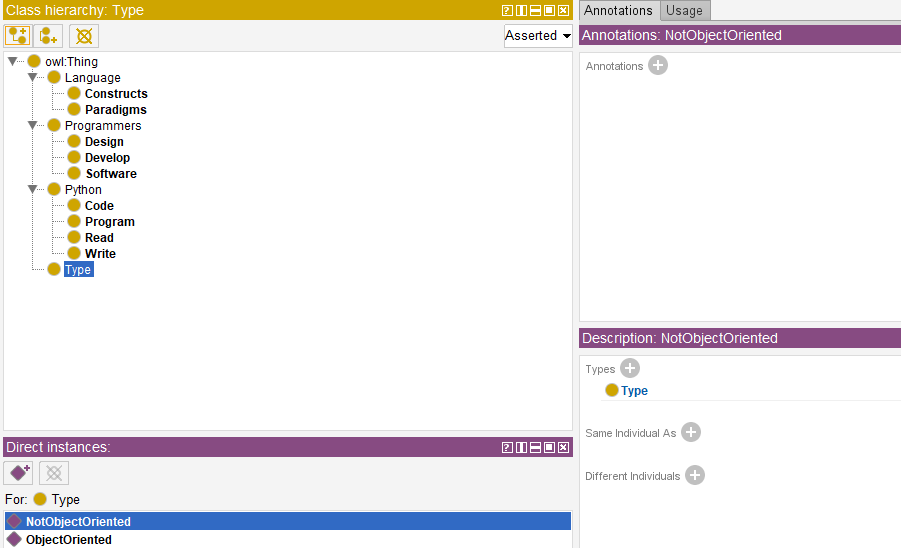 Class hierarchy: Type
Asserted
owl:Thing
Language
Constructs
Paradigms
Programmers
Design
Develop
Software
Python
Code
Program
Read
Write
Type
Direct instances:
For: Type
NotObjectOriented
ObjectOriented
Annotations Usage
Annotations: NotObjectOriented
Annotations
Description: NotObjectOriented
Types
Type
Same Individual As
Different Individuals